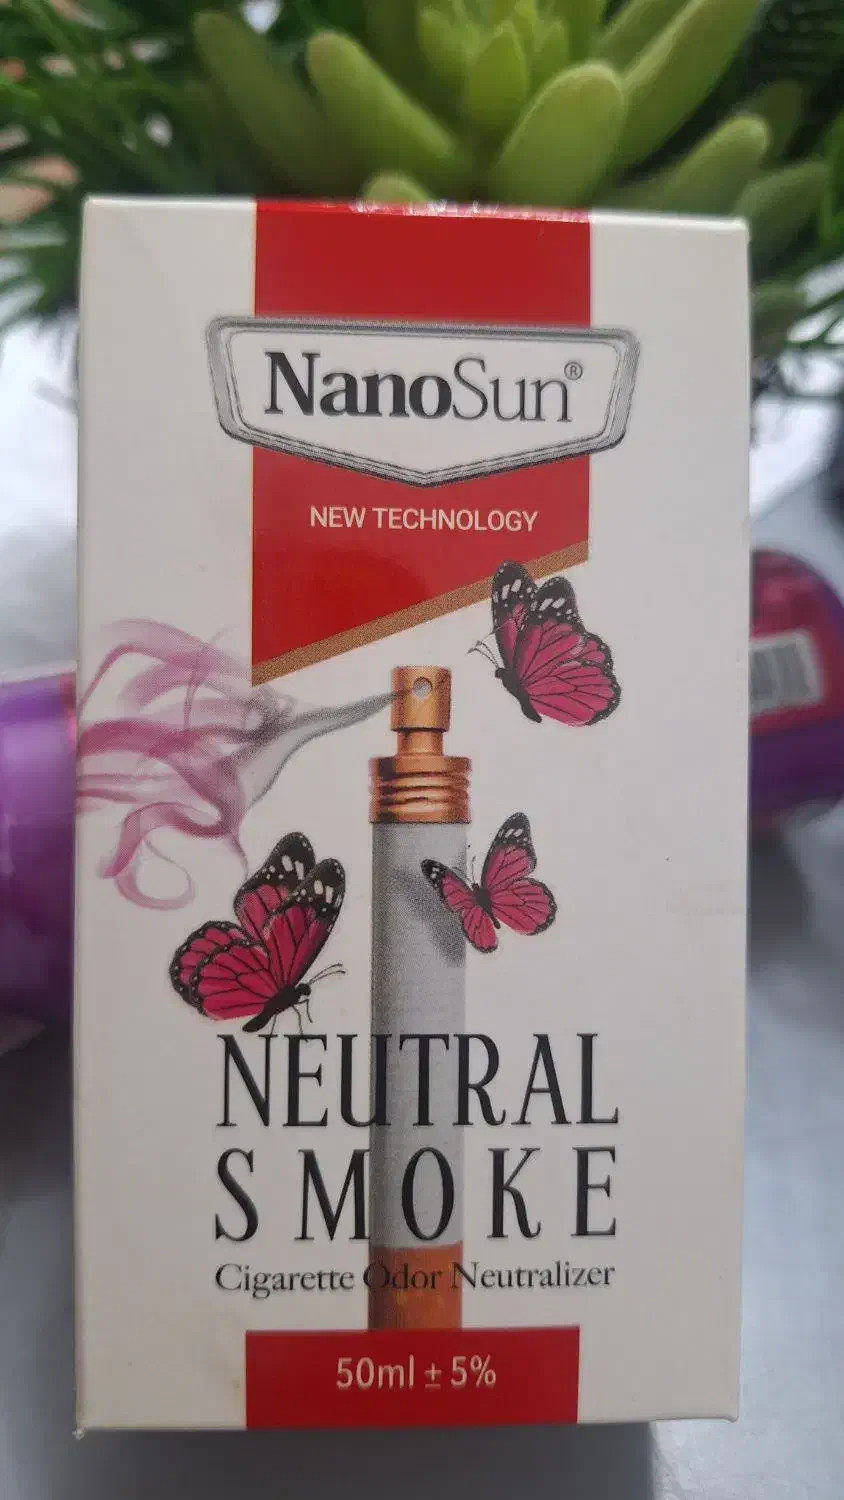 NanoSun®
NEW TECHNOLOGY
NEUTRAL
SMOKE
Cigarette Odor Neutralizer
50ml ± 5%